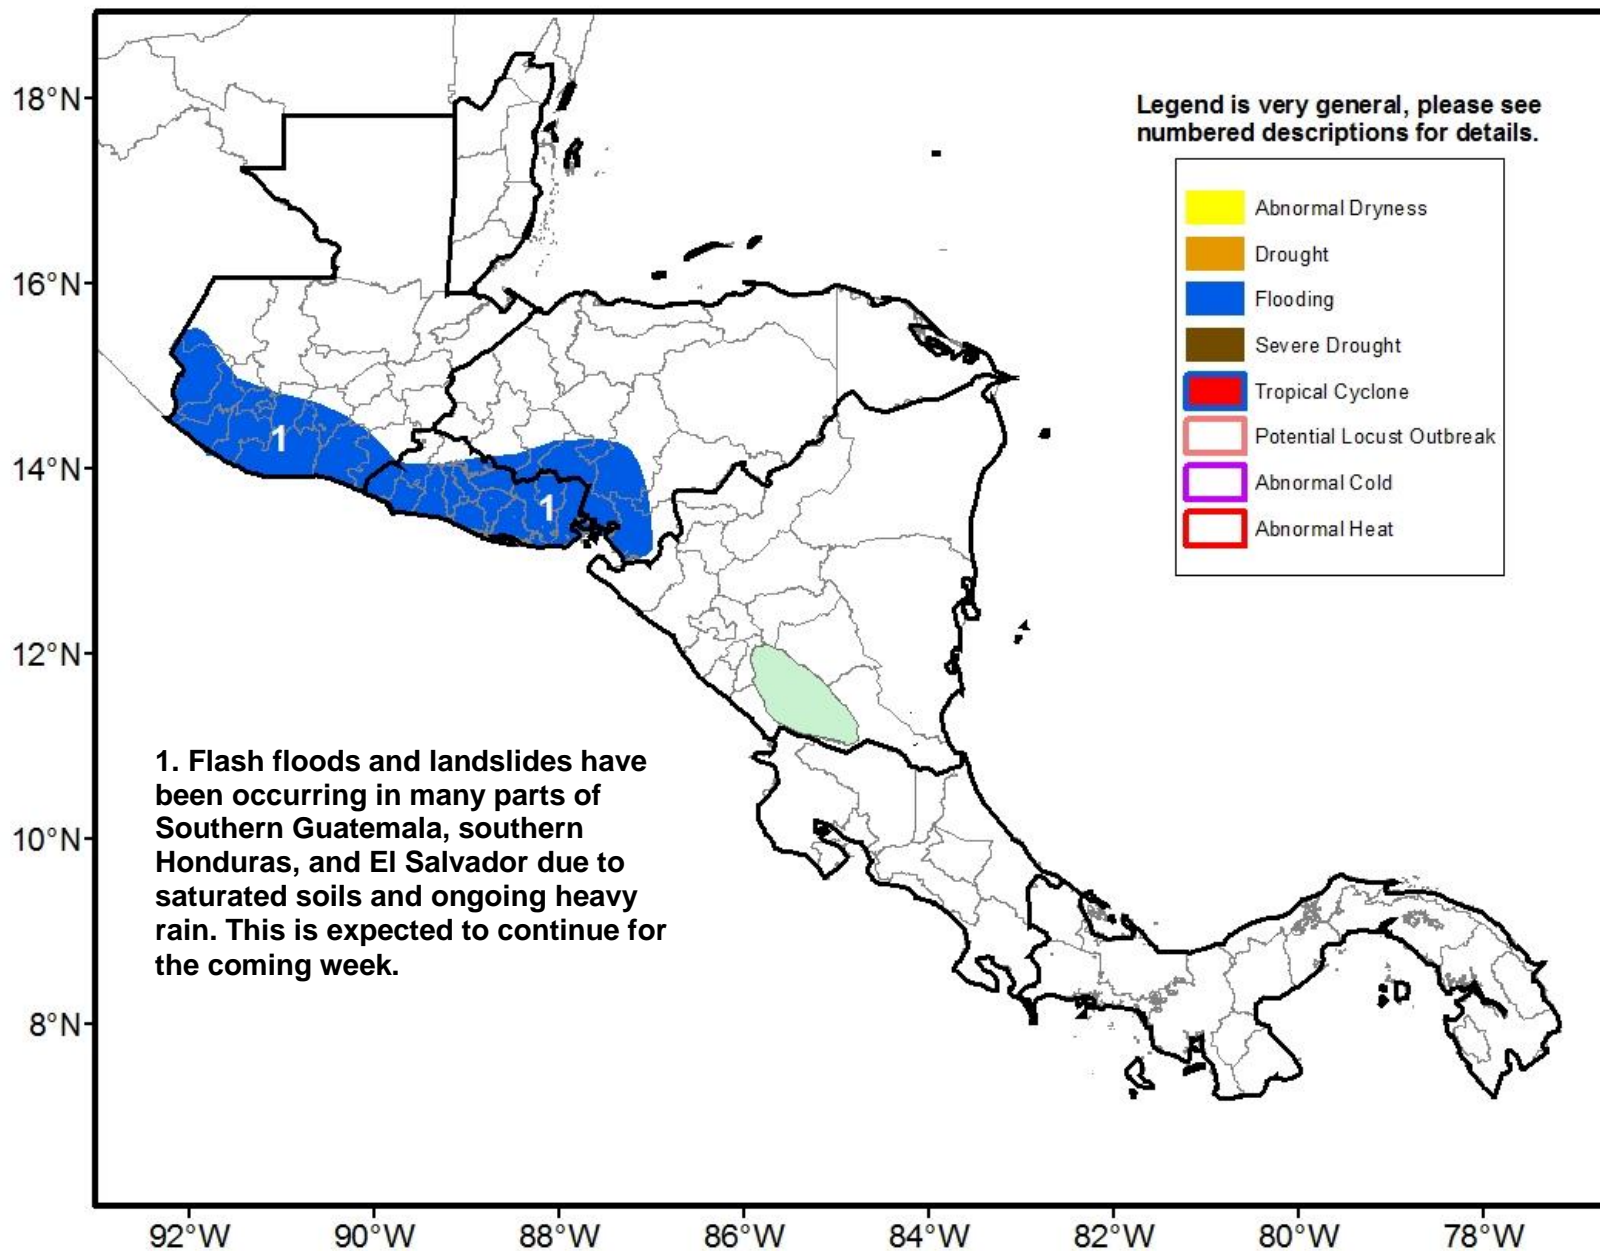 Legend is very general, please see
numbered descriptions for details.
Abnormal Dryness
Drought
Flooding
Severe Drought
Tropical Cyclone
Potential Locust Outbreak
Abnormal Cold
Abnormal Heat
18°N
16°N
14°N
12°N
10°N
8°N
1
1
1. Flash floods and landslides have
been occurring in many parts of
Southern Guatemala, southern
Honduras, and El Salvador due to
saturated soils and ongoing heavy
rain. This is expected to continue for
the coming week.
92°W
90°W
88°W
86°W
84°W
82°W
80°W
78°W